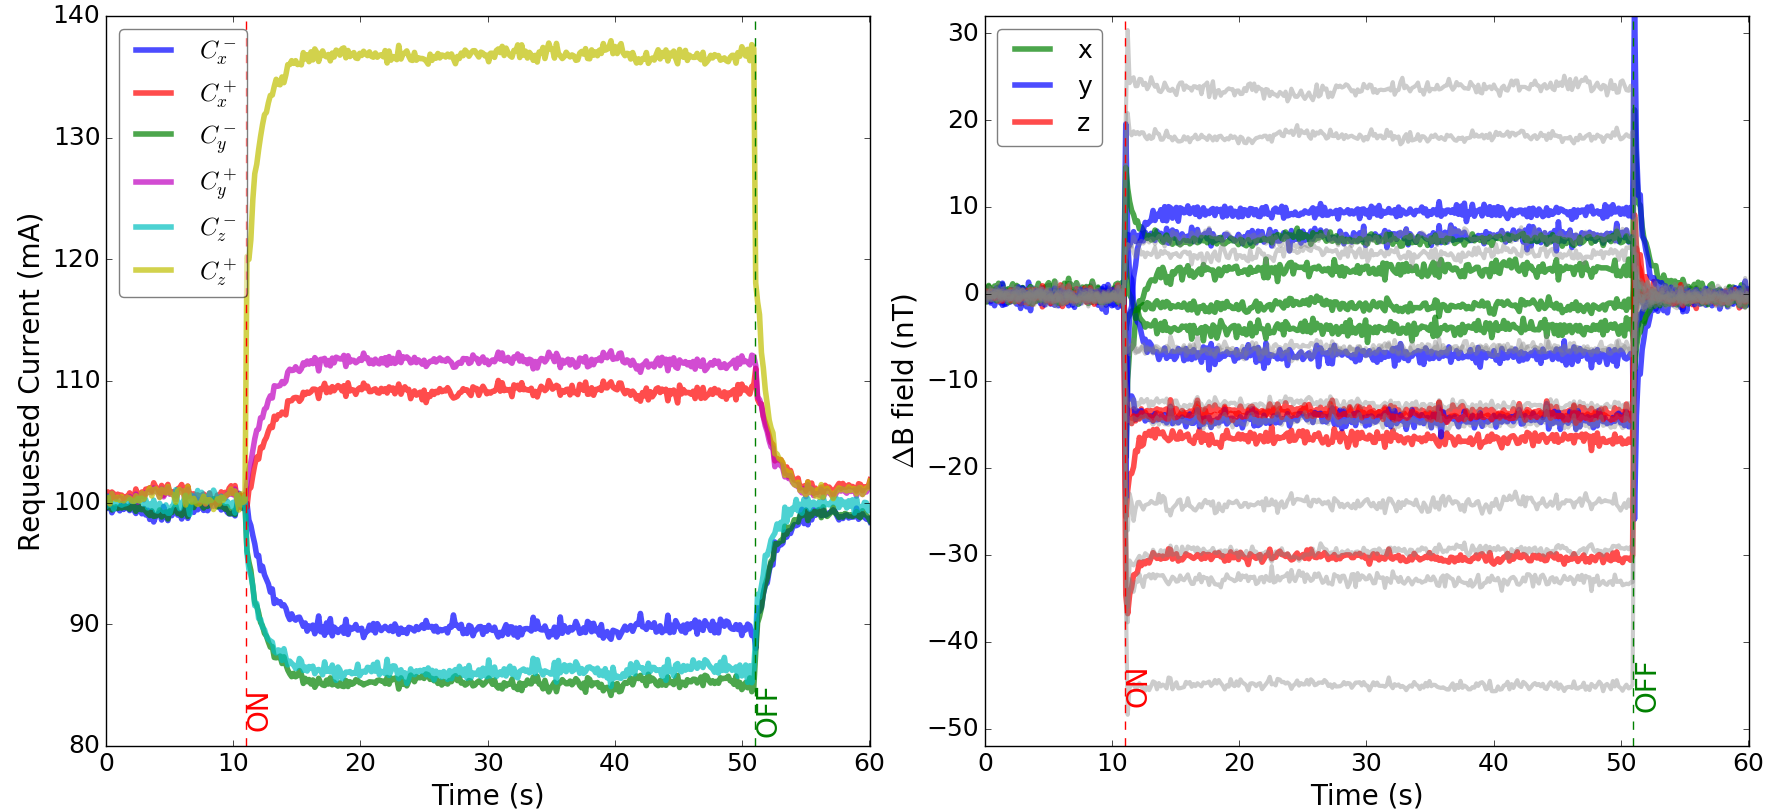 140
130
120
110
100
90
80
Requested Current (mA)
C_x^-
C_x^+
C_y^-
C_y^+
C_z^-
C_z^+
ON
OFF
0 10 20 30 40 50 60
Time (s)
30
20
10
0
−10
−20
−30
−40
−50
ΔB field (nT)
x
y
z
ON
OFF
0 10 20 30 40 50 60
Time (s)